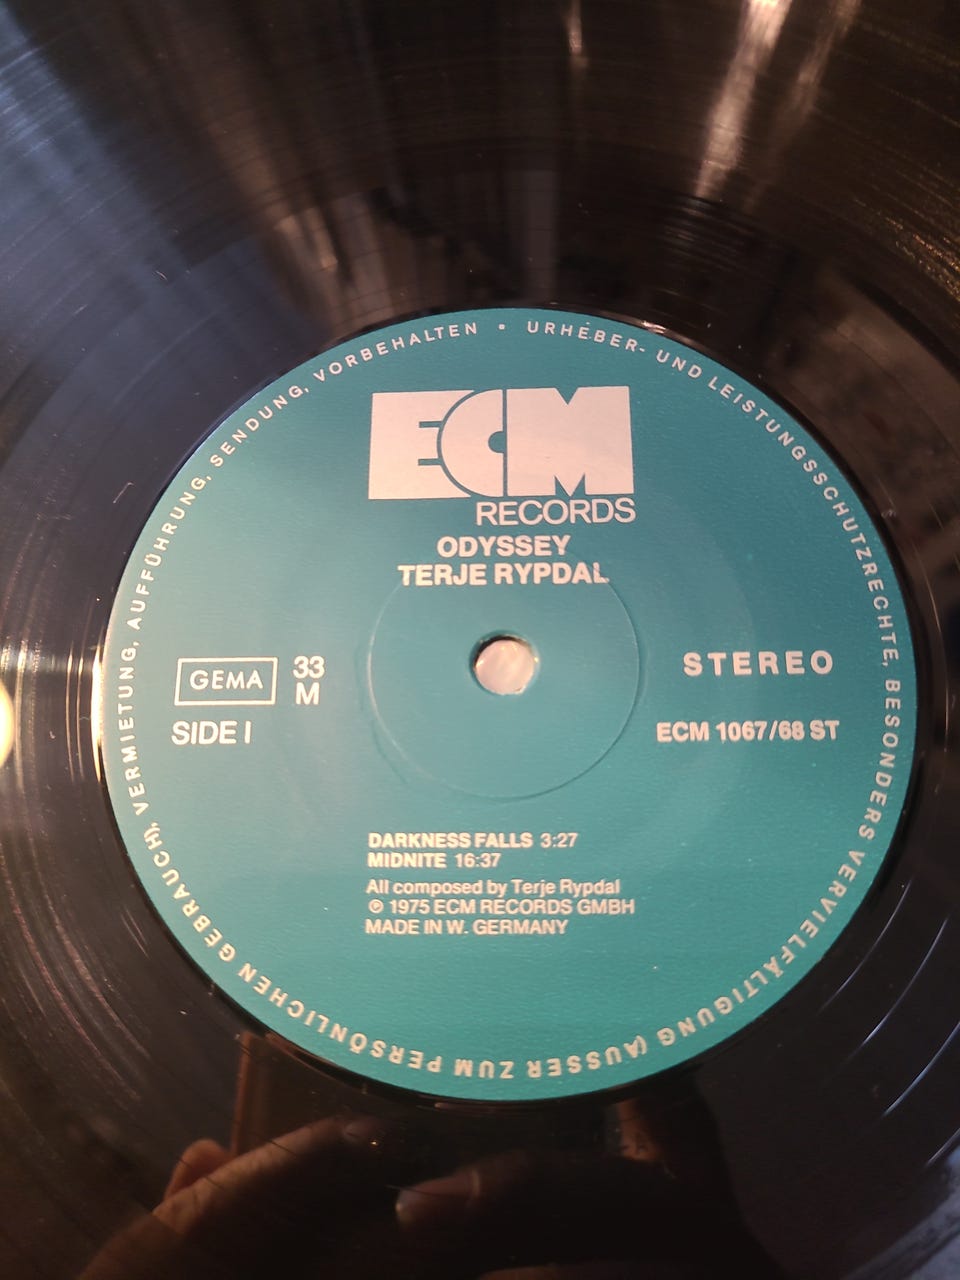 URHEBER- UND LEISTUNGSSCHUTZRECHTE, BESONDERS VERVIELFÄLTIGUNG (AUSSER ZUM PERSÖNLICHEN GEBRAUCH), VERMIETUNG, AUFFÜHRUNG, SENDUNG, VORBEHALTEN •
ECM
RECORDS
ODYSSEY
TERJE RYPDAL
GEMA 33 STEREO
M
SIDE I ECM 1067/68 ST
DARKNESS FALLS 3:27
MIDNITE 16:37
All composed by Terje Rypdal
℗ 1975 ECM RECORDS GMBH
MADE IN W. GERMANY